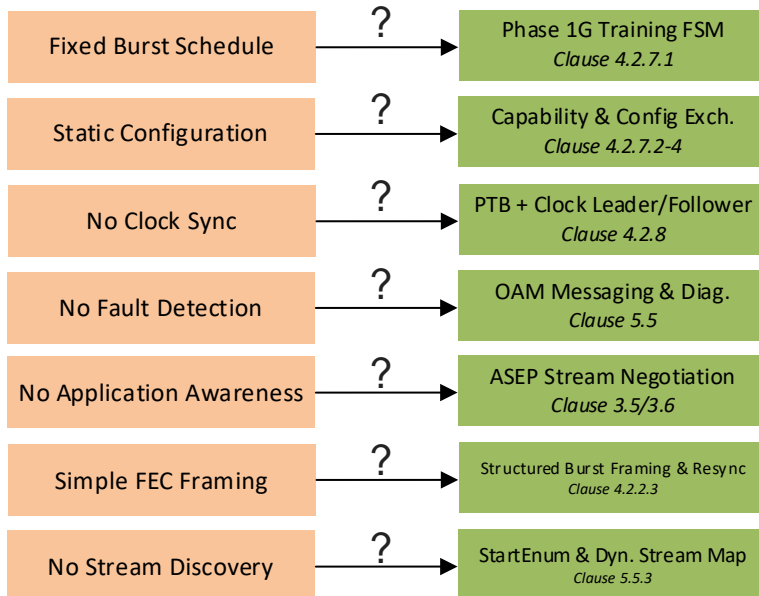 ?
Fixed Burst Schedule
Phase 1G Training FSM
Clause 4.2.7.1
?
Static Configuration
Capability & Config Exch.
Clause 4.2.7.2-4
?
No Clock Sync
PTB + Clock Leader/Follower
Clause 4.2.8
?
No Fault Detection
OAM Messaging & Diag.
Clause 5.5
?
No Application Awareness
ASEP Stream Negotiation
Clause 3.5/3.6
?
Simple FEC Framing
Structured Burst Framing & Resync
Clause 4.2.2.3
?
No Stream Discovery
StartEnum & Dyn. Stream Map
Clause 5.5.3